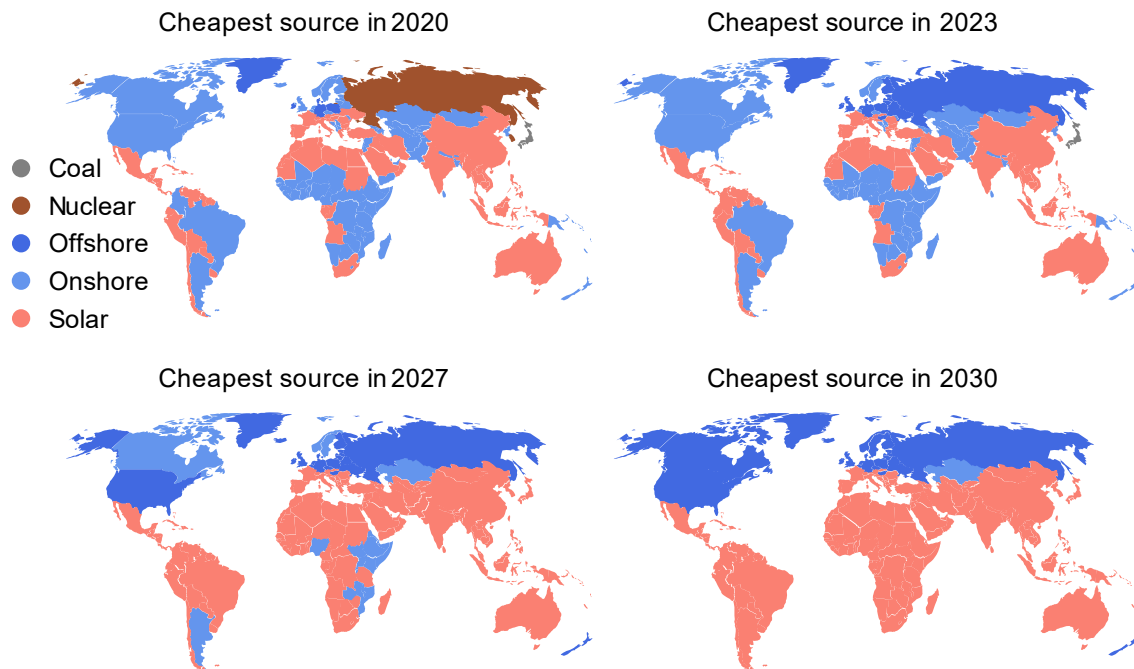 Cheapest source in 2020
Cheapest source in 2023
Coal
Nuclear
Offshore
Onshore
Solar
Cheapest source in 2027
Cheapest source in 2030